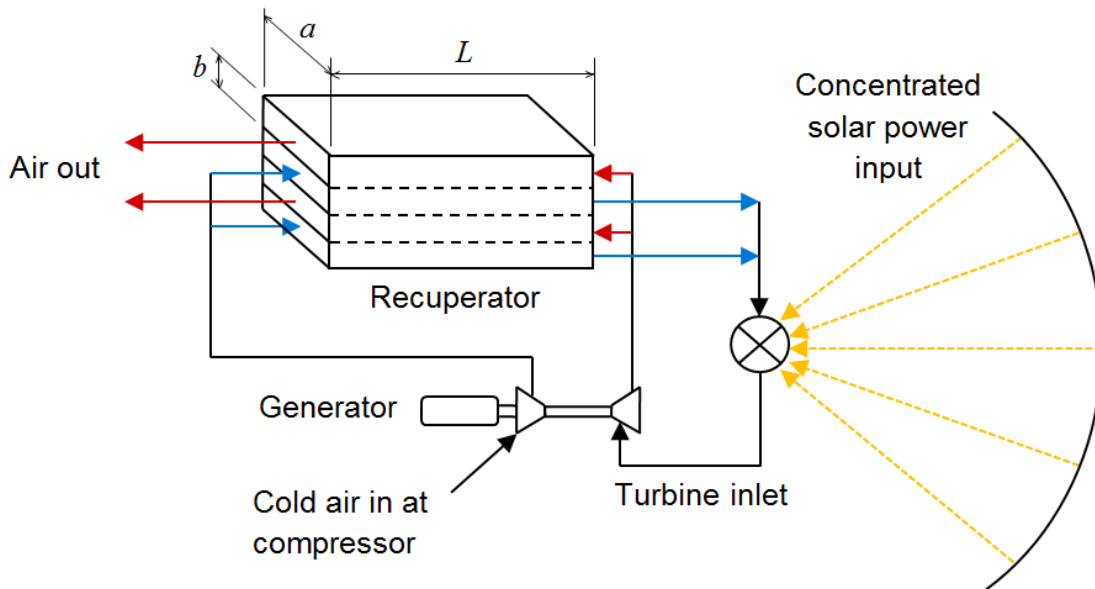 a
b
L
Concentrated
solar power
input
Air out
Recuperator
Generator
Turbine inlet
Cold air in at
compressor